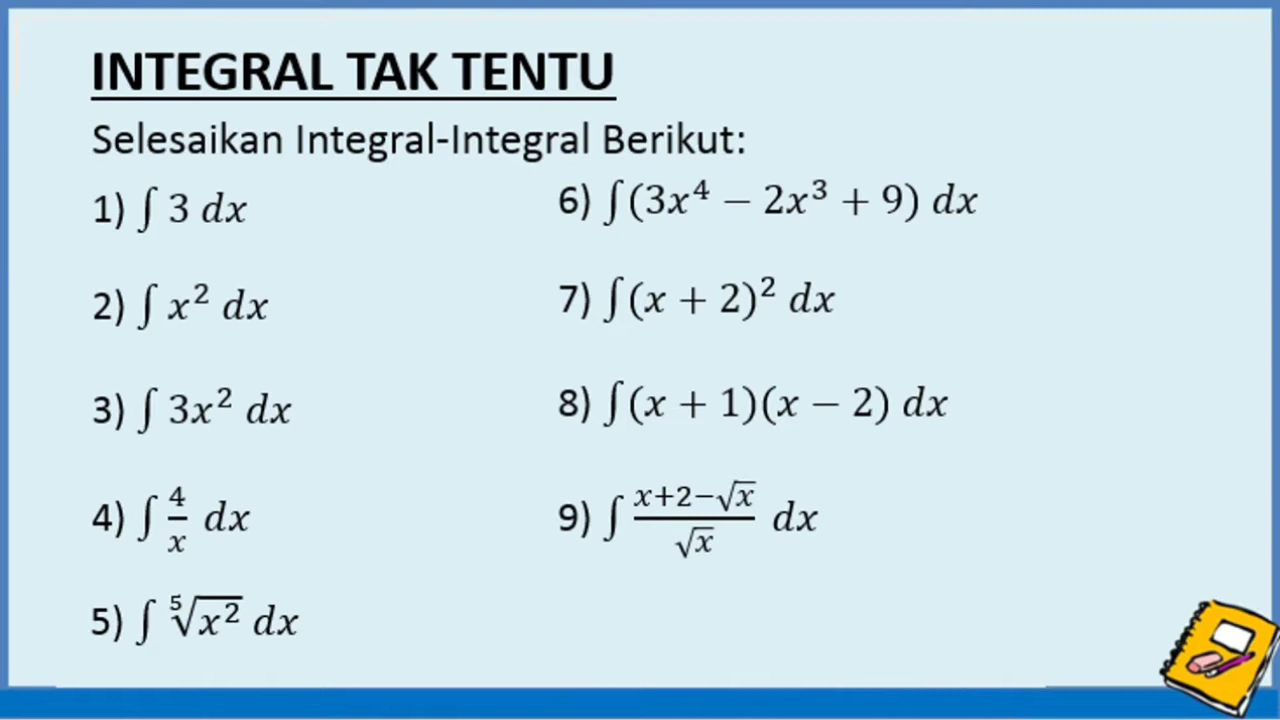 INTEGRAL TAK TENTU
Selesaikan Integral-Integral Berikut:
1) ∫ 3 dx
2) ∫ x² dx
3) ∫ 3x² dx
4) ∫ 4/x dx
5) ∫ ⁵√x² dx
6) ∫(3x⁴ − 2x³ + 9) dx
7) ∫(x + 2)² dx
8) ∫(x + 1)(x − 2) dx
9) ∫ (x+2−√x)/√x dx